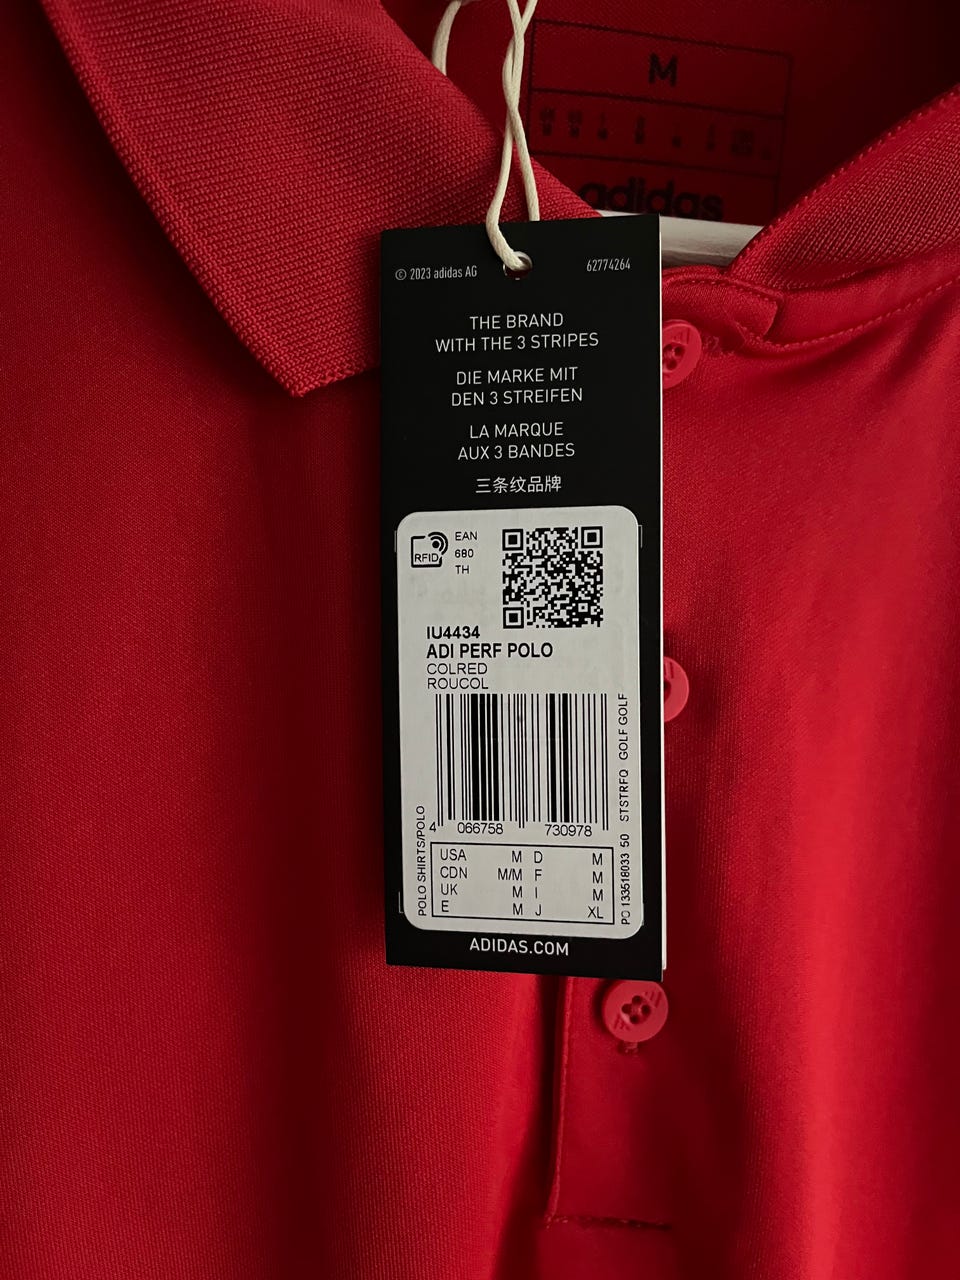 M
adidas
© 2023 adidas AG
62774264
THE BRAND
WITH THE 3 STRIPES
DIE MARKE MIT
DEN 3 STREIFEN
LA MARQUE
AUX 3 BANDES
三条纹品牌
RFID
EAN
680
TH
IU4434
ADI PERF POLO
COLRED
ROUCOL
4 066758 730978
POLO SHIRTS/POLO
PO 133518033 50 STSTRFQ GOLF GOLF
USA M D M
CDN M/M F M
UK M I M
E M J XL
ADIDAS.COM